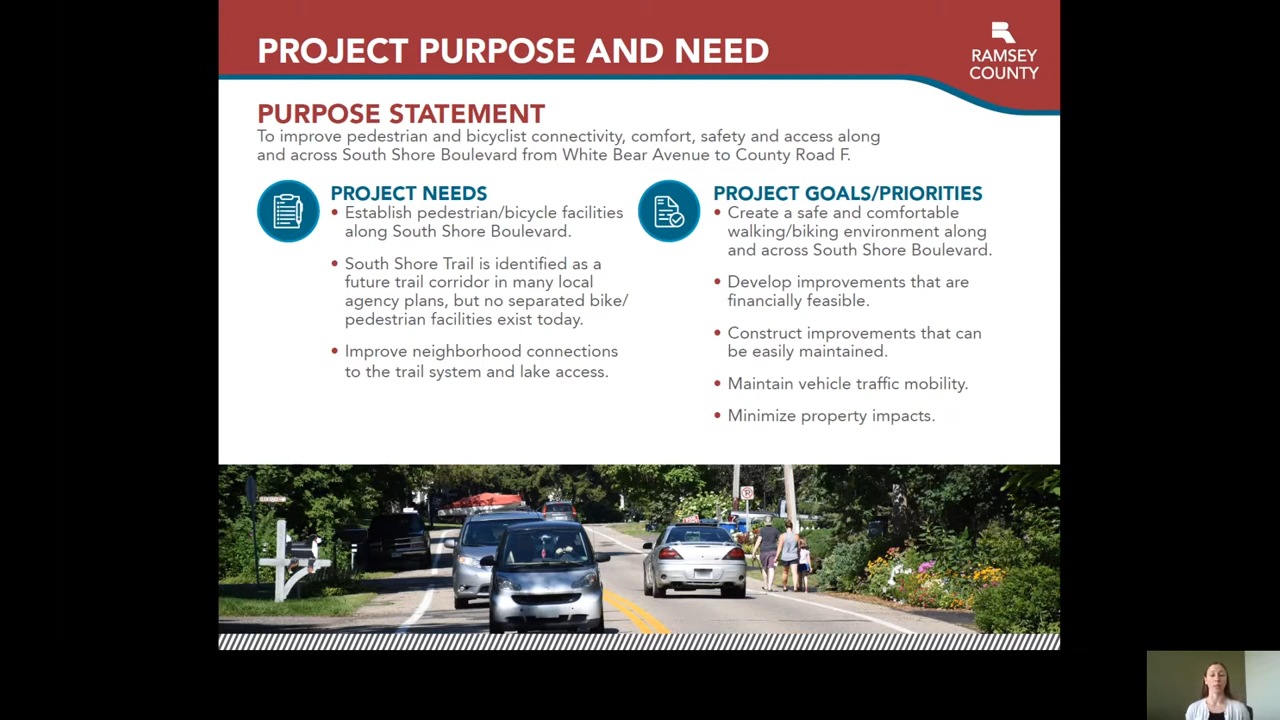 PROJECT PURPOSE AND NEED
RAMSEY
COUNTY
PURPOSE STATEMENT
To improve pedestrian and bicyclist connectivity, comfort, safety and access along
and across South Shore Boulevard from White Bear Avenue to County Road F.
PROJECT NEEDS
• Establish pedestrian/bicycle facilities
along South Shore Boulevard.
• South Shore Trail is identified as a
future trail corridor in many local
agency plans, but no separated bike/
pedestrian facilities exist today.
• Improve neighborhood connections
to the trail system and lake access.
PROJECT GOALS/PRIORITIES
• Create a safe and comfortable
walking/biking environment along
and across South Shore Boulevard.
• Develop improvements that are
financially feasible.
• Construct improvements that can
be easily maintained.
• Maintain vehicle traffic mobility.
• Minimize property impacts.